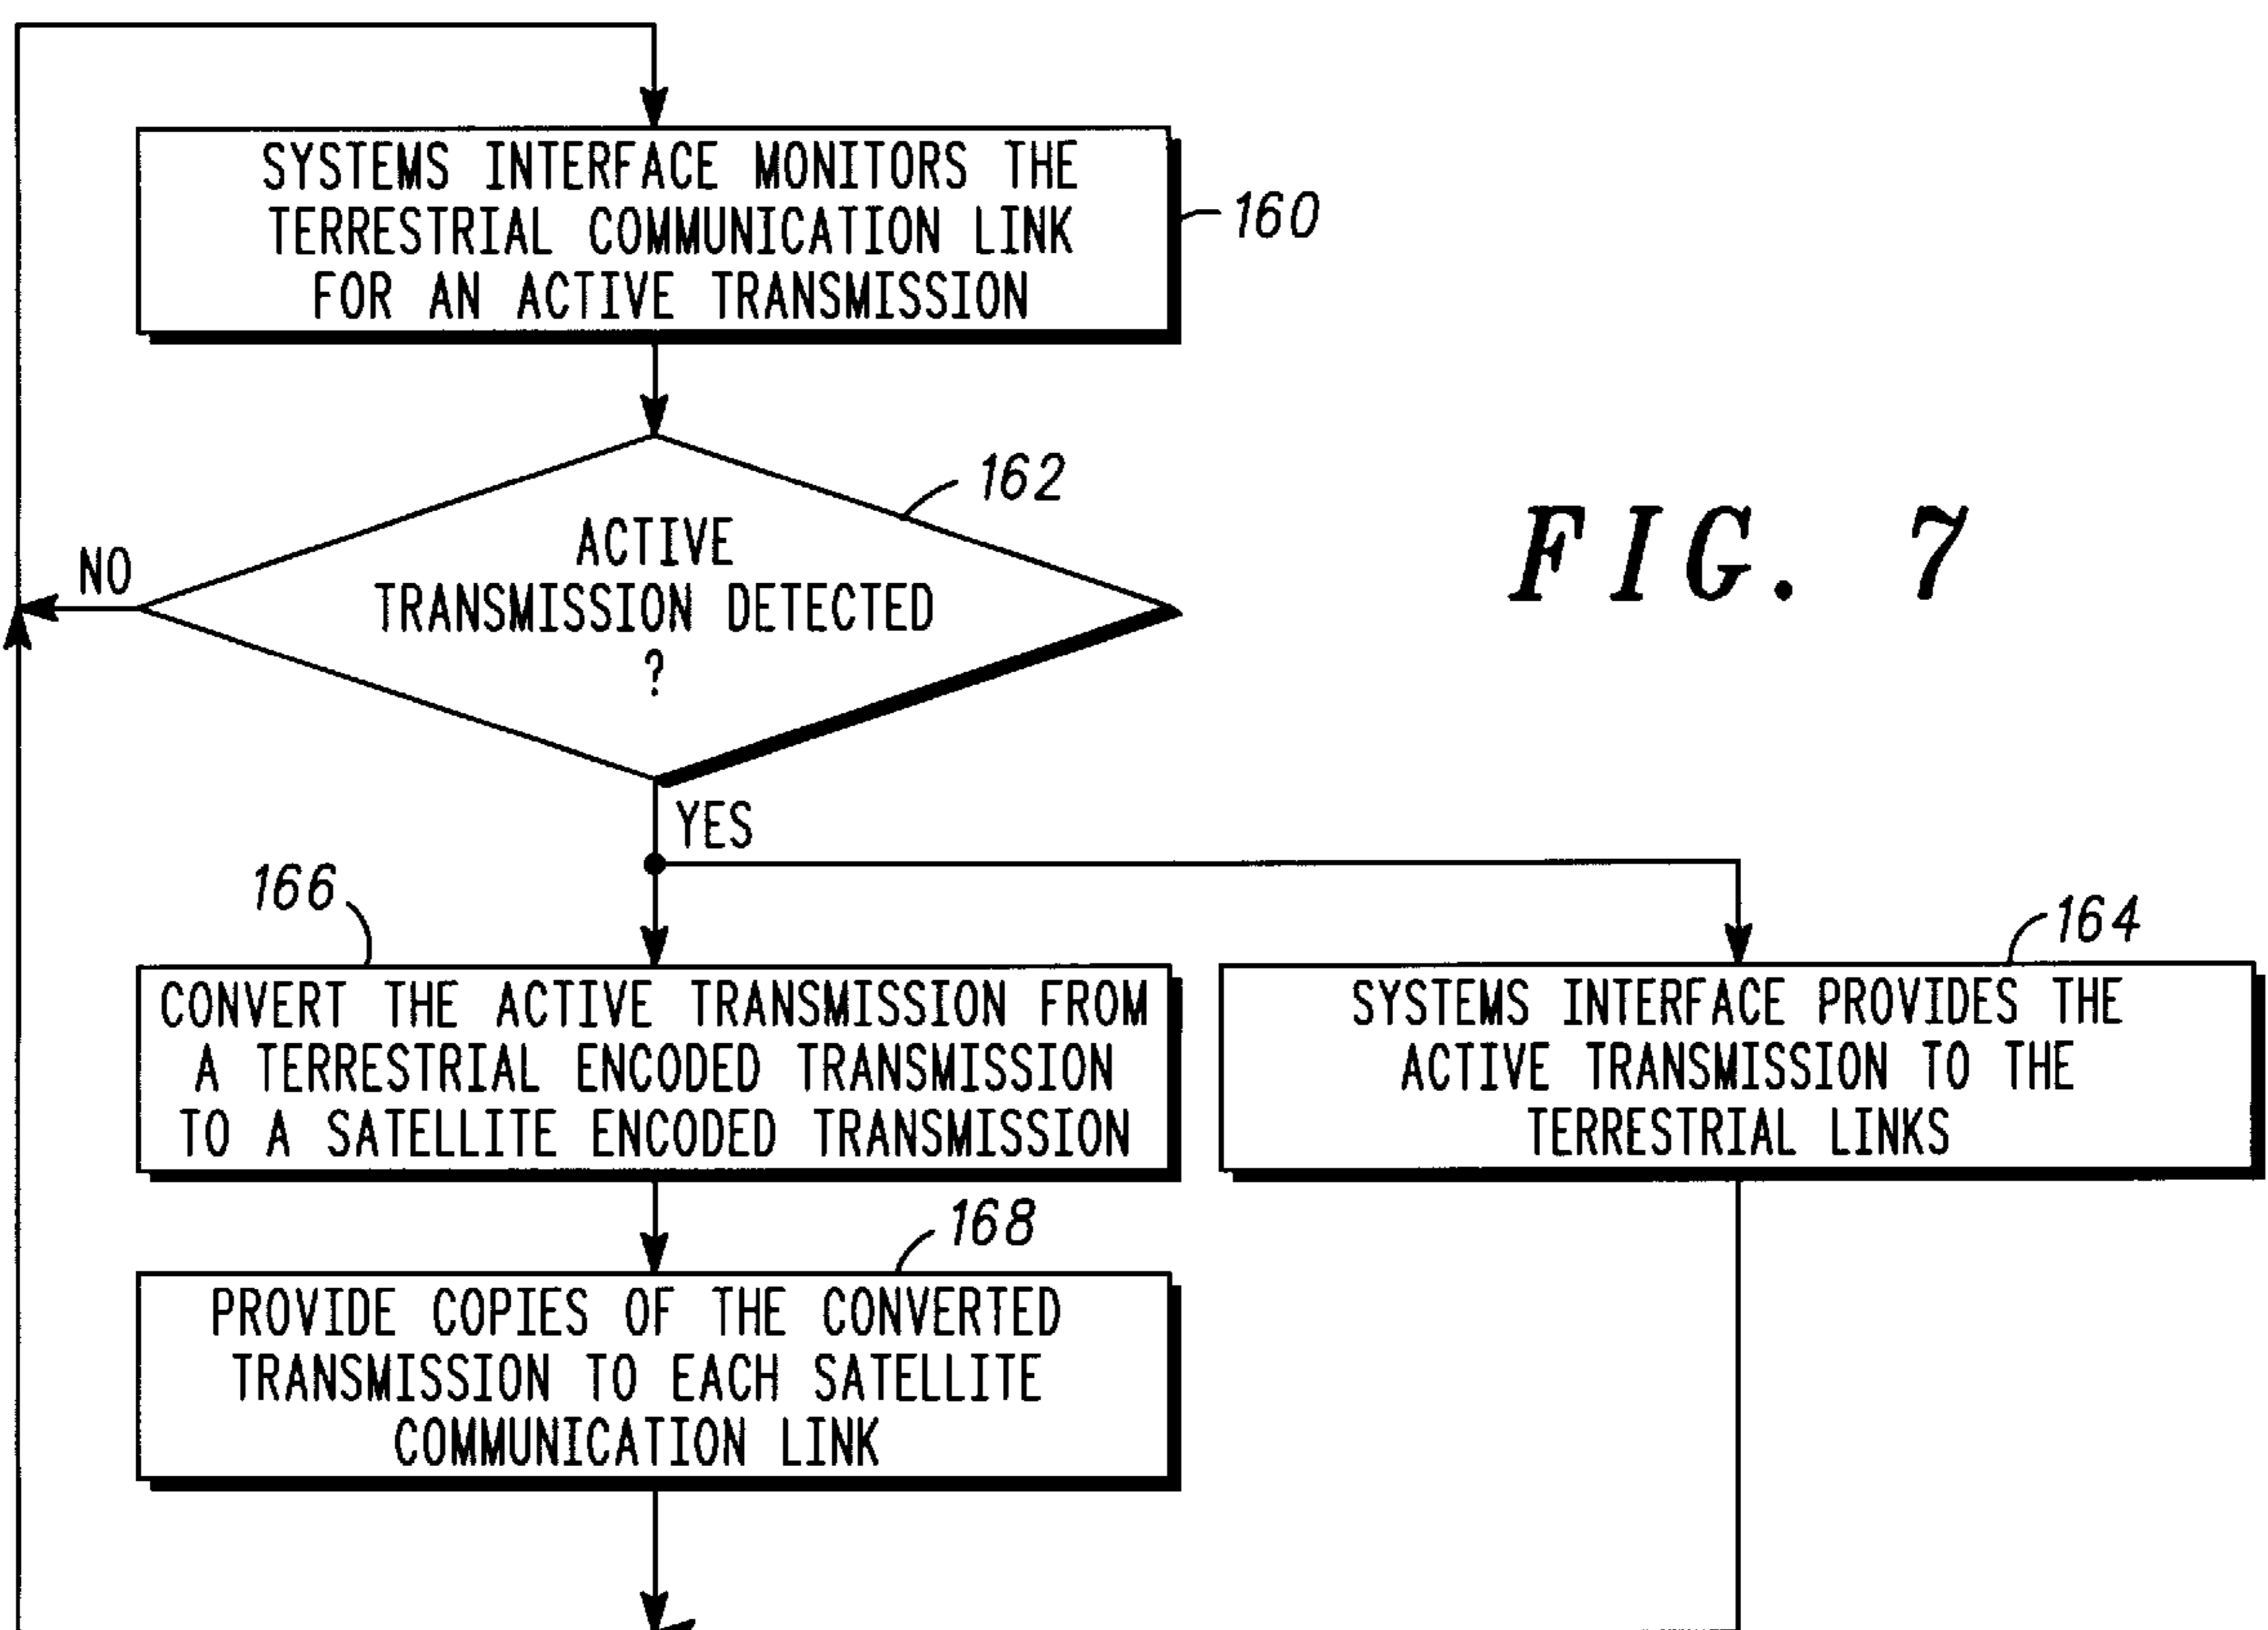 SYSTEMS INTERFACE MONITORS THE
TERRESTRIAL COMMUNICATION LINK
FOR AN ACTIVE TRANSMISSION
160
162
ACTIVE
TRANSMISSION DETECTED
?
NO
FIG. 7
YES
166
CONVERT THE ACTIVE TRANSMISSION FROM
A TERRESTRIAL ENCODED TRANSMISSION
TO A SATELLITE ENCODED TRANSMISSION
164
SYSTEMS INTERFACE PROVIDES THE
ACTIVE TRANSMISSION TO THE
TERRESTRIAL LINKS
168
PROVIDE COPIES OF THE CONVERTED
TRANSMISSION TO EACH SATELLITE
COMMUNICATION LINK